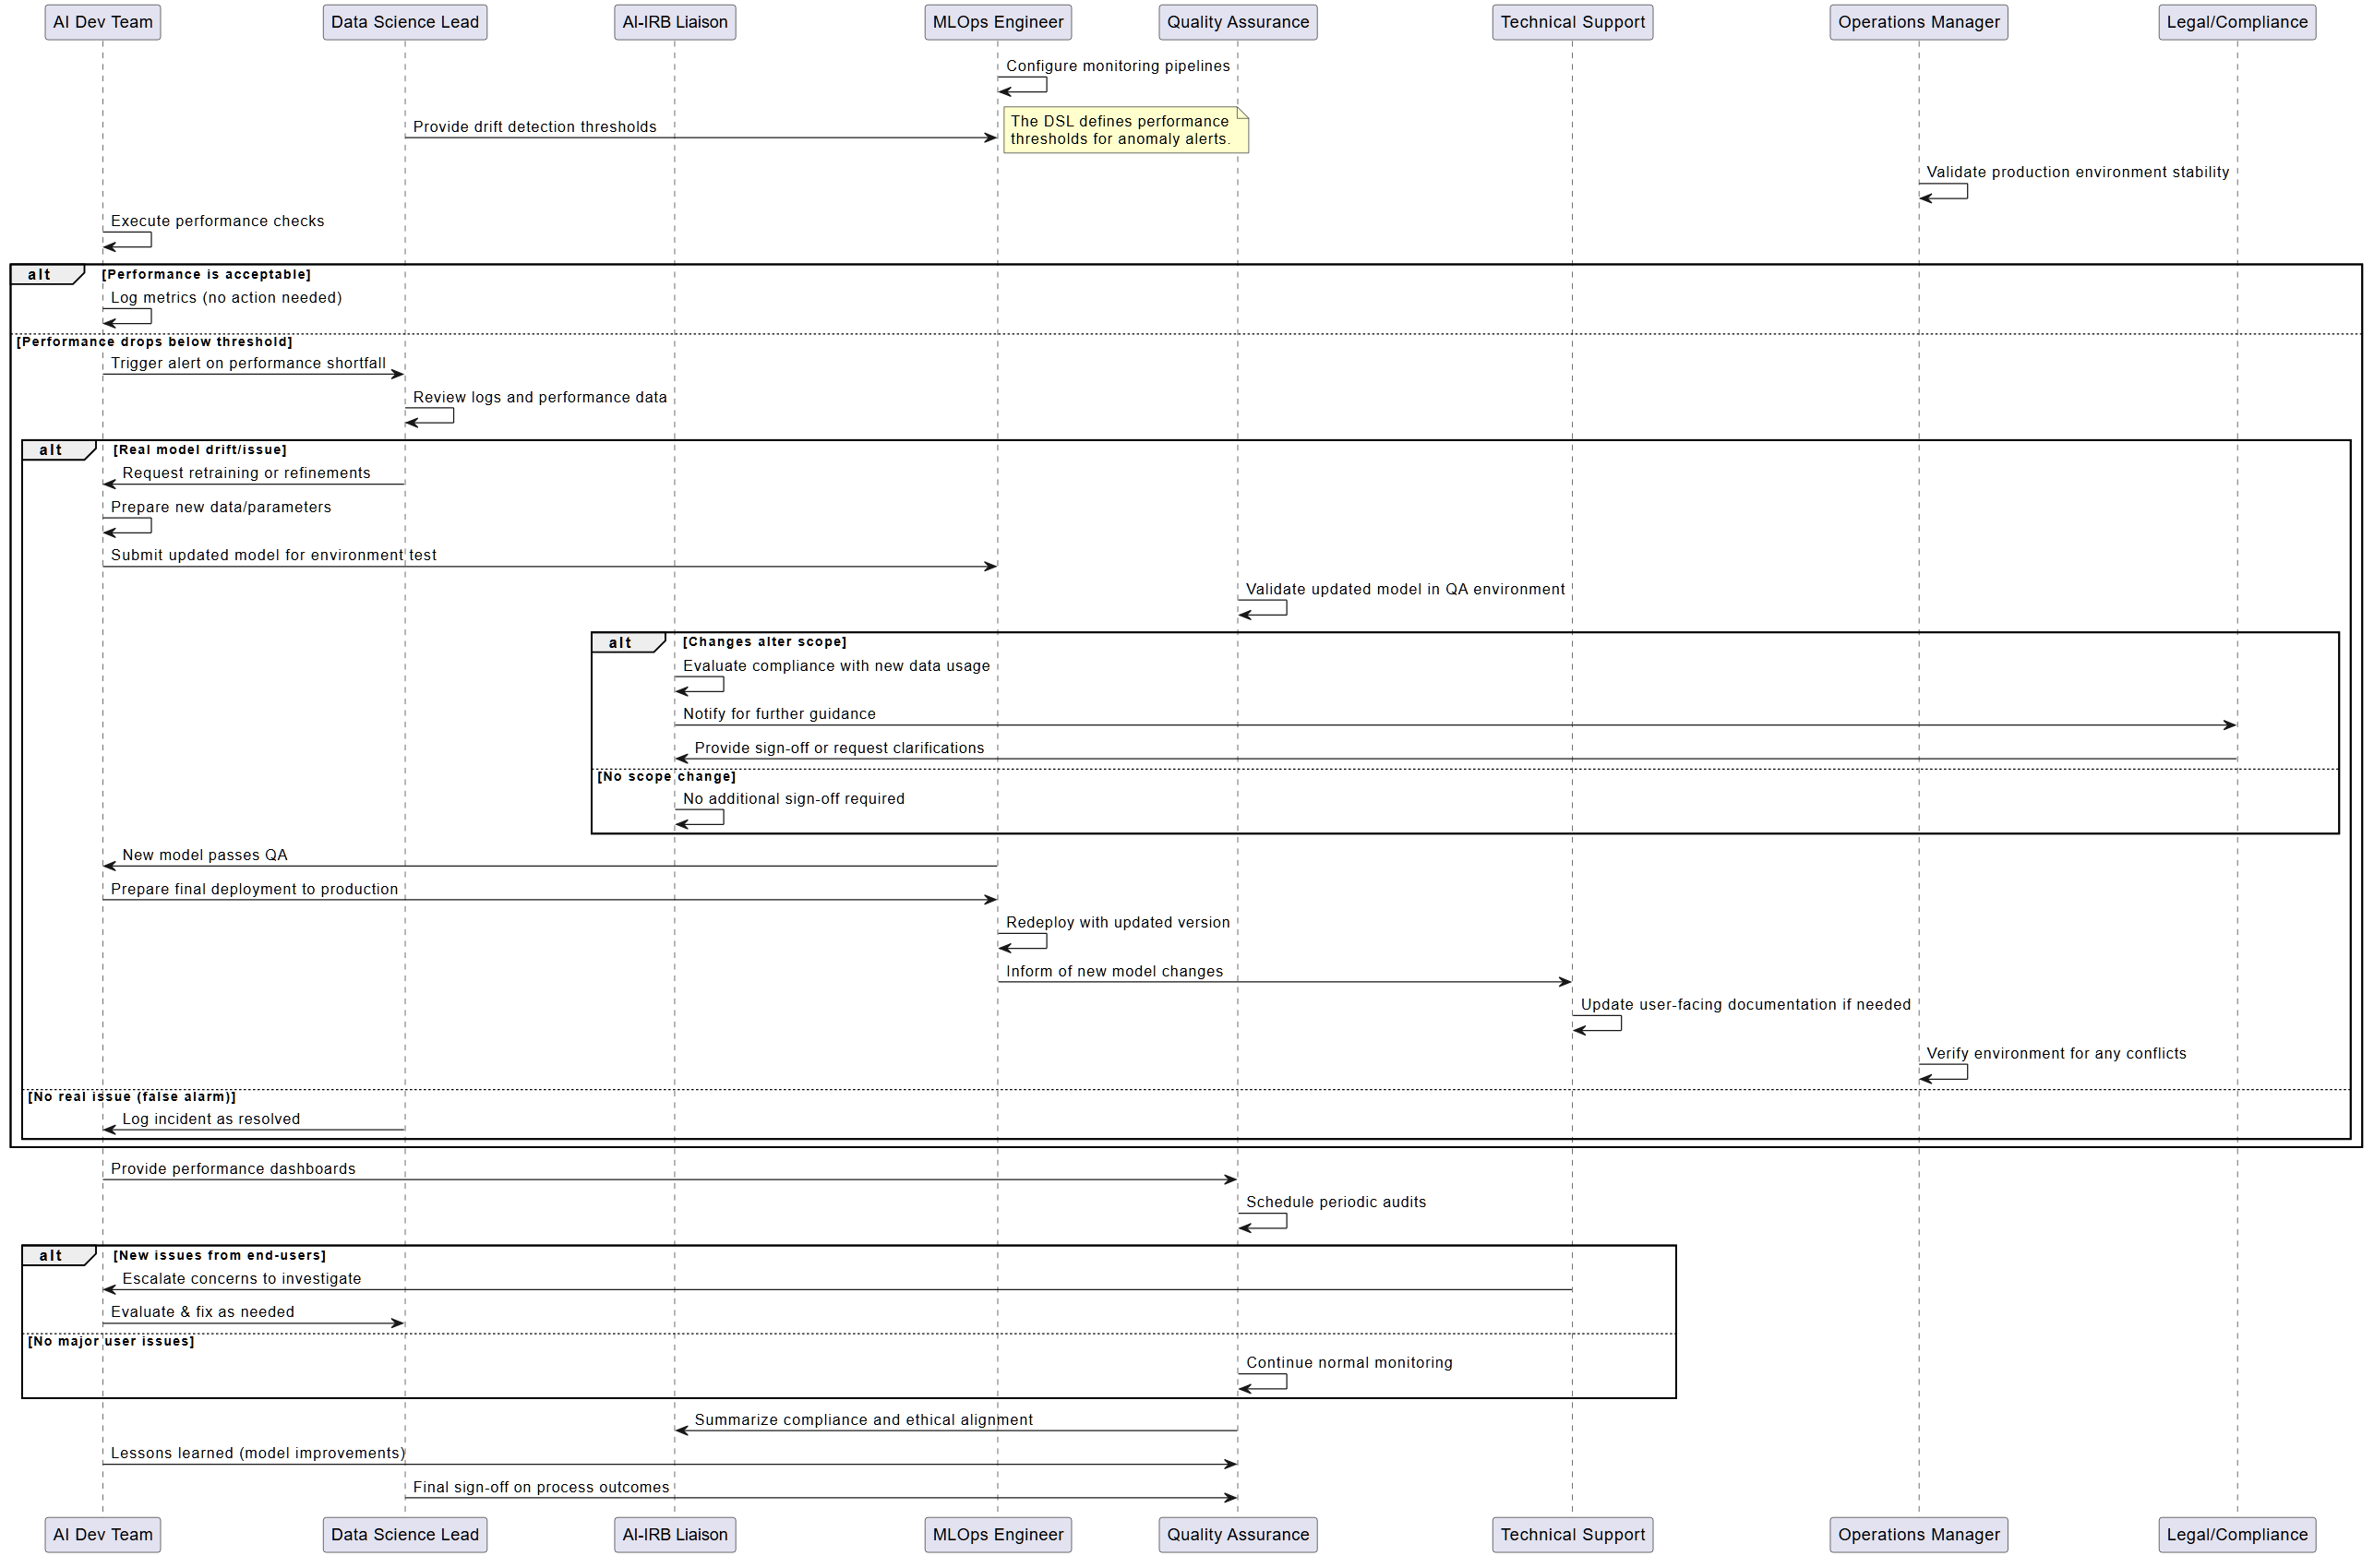 AI Dev Team
Data Science Lead
AI-IRB Liaison
MLOps Engineer
Quality Assurance
Technical Support
Operations Manager
Legal/Compliance
Configure monitoring pipelines
Provide drift detection thresholds
The DSL defines performance
thresholds for anomaly alerts.
Validate production environment stability
Execute performance checks
alt
[Performance is acceptable]
Log metrics (no action needed)
[Performance drops below threshold]
Trigger alert on performance shortfall
Review logs and performance data
alt
[Real model drift/issue]
Request retraining or refinements
Prepare new data/parameters
Submit updated model for environment test
Validate updated model in QA environment
alt
[Changes alter scope]
Evaluate compliance with new data usage
Notify for further guidance
Provide sign-off or request clarifications
[No scope change]
No additional sign-off required
New model passes QA
Prepare final deployment to production
Redeploy with updated version
Inform of new model changes
Update user-facing documentation if needed
Verify environment for any conflicts
[No real issue (false alarm)]
Log incident as resolved
Provide performance dashboards
Schedule periodic audits
alt
[New issues from end-users]
Escalate concerns to investigate
Evaluate & fix as needed
[No major user issues]
Continue normal monitoring
Summarize compliance and ethical alignment
Lessons learned (model improvements)
Final sign-off on process outcomes
AI Dev Team
Data Science Lead
AI-IRB Liaison
MLOps Engineer
Quality Assurance
Technical Support
Operations Manager
Legal/Compliance